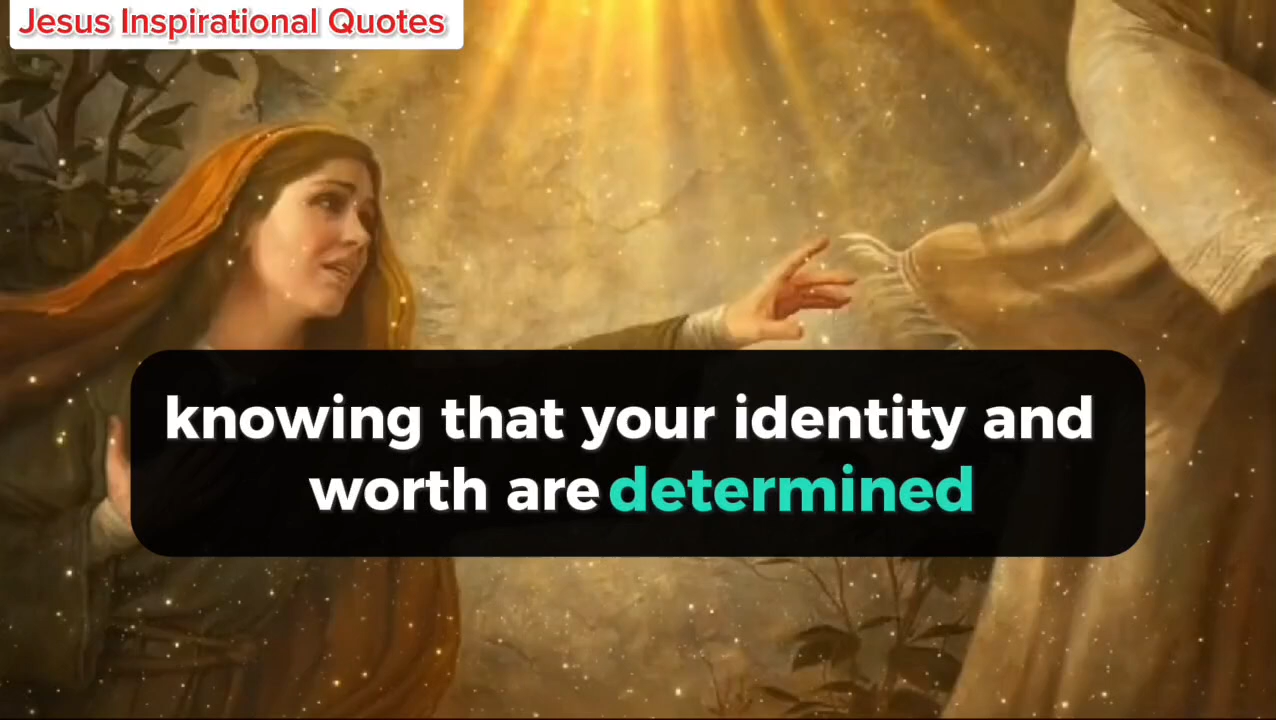 Jesus Inspirational Quotes
knowing that your identity and
worth are determined